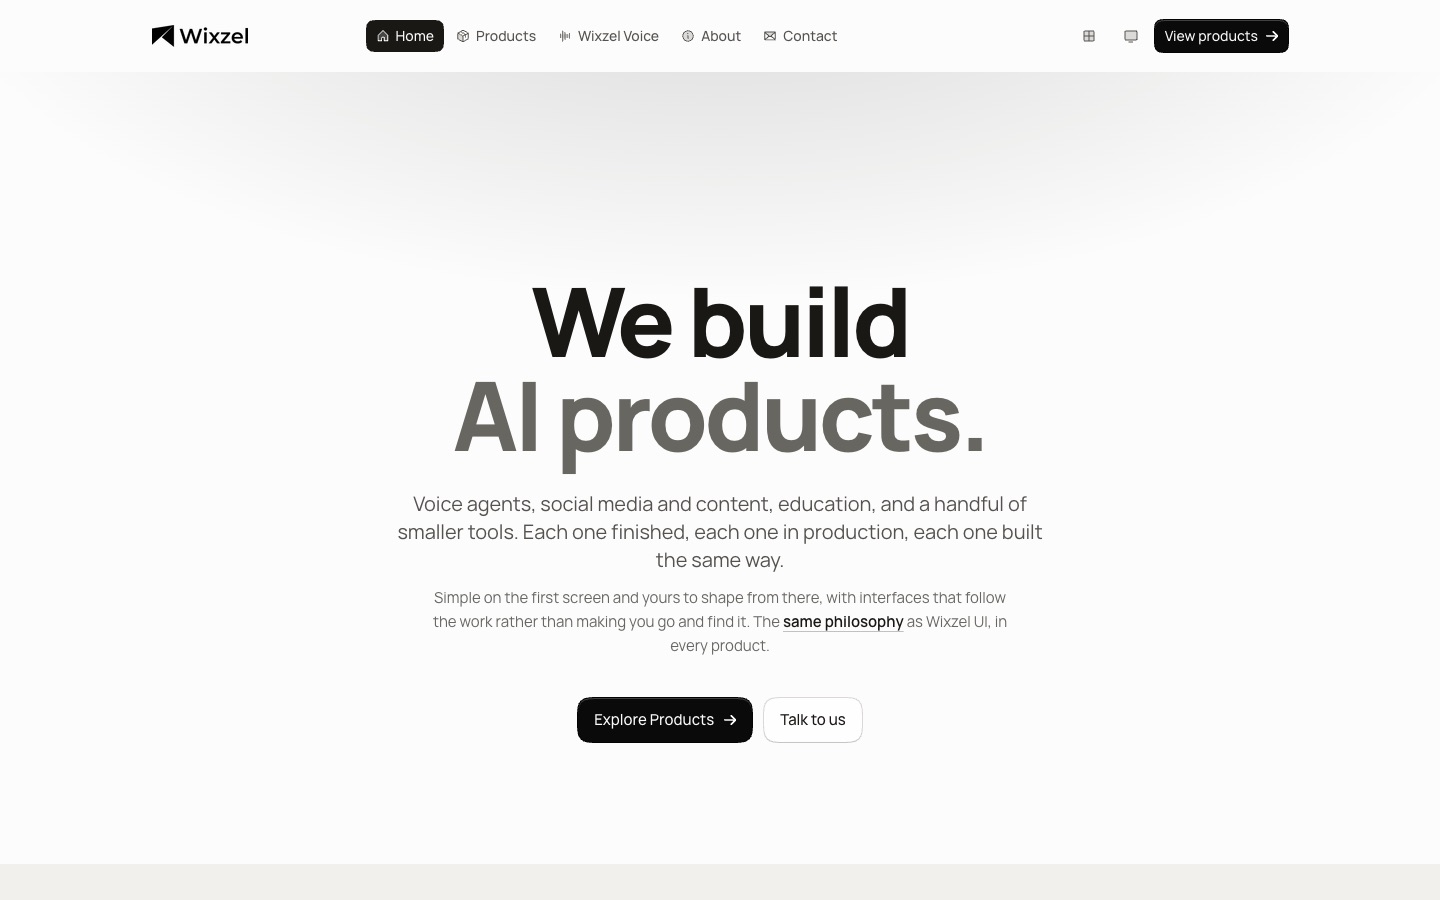 Wixzel
Home
Products
Wixzel Voice
About
Contact
View products
We build
AI products.
Voice agents, social media and content, education, and a handful of
smaller tools. Each one finished, each one in production, each one built
the same way.
Simple on the first screen and yours to shape from there, with interfaces that follow
the work rather than making you go and find it. The same philosophy as Wixzel UI, in
every product.
Explore Products
Talk to us